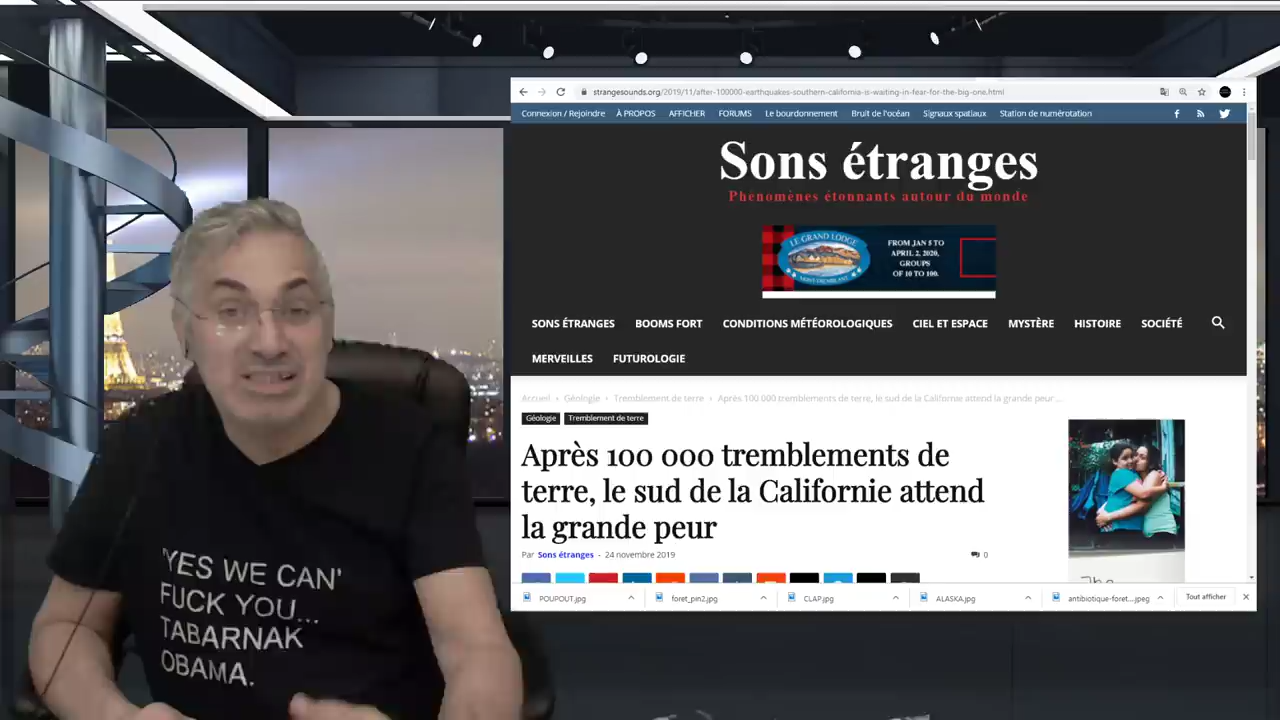 strangesounds.org/2019/11/after-100000-earthquakes-southern-california-is-waiting-in-fear-for-the-big-one.html
Connexion / Rejoindre À PROPOS AFFICHER FORUMS Le bourdonnement Bruit de l'océan Signaux spatiaux Station de numérotation
Sons étranges
Phénomènes étonnants autour du monde
LE GRAND LODGE
MONT-TREMBLANT
FROM JAN 5 TO
APRIL 2, 2020,
GROUPS
OF 10 TO 100.
SONS ÉTRANGES BOOMS FORT CONDITIONS MÉTÉOROLOGIQUES CIEL ET ESPACE MYSTÈRE HISTOIRE SOCIÉTÉ
MERVEILLES FUTUROLOGIE
Accueil › Géologie › Tremblement de terre › Après 100 000 tremblements de terre, le sud de la Californie attend la grande peur ...
Géologie Tremblement de terre
Après 100 000 tremblements de
terre, le sud de la Californie attend
la grande peur
Par Sons étranges - 24 novembre 2019 0
POUPOUT.jpg foret_pin2.jpg CLAP.jpg ALASKA.jpg antibiotique-foret....jpeg Tout afficher
'YES WE CAN'
FUCK YOU...
TABARNAK
OBAMA.